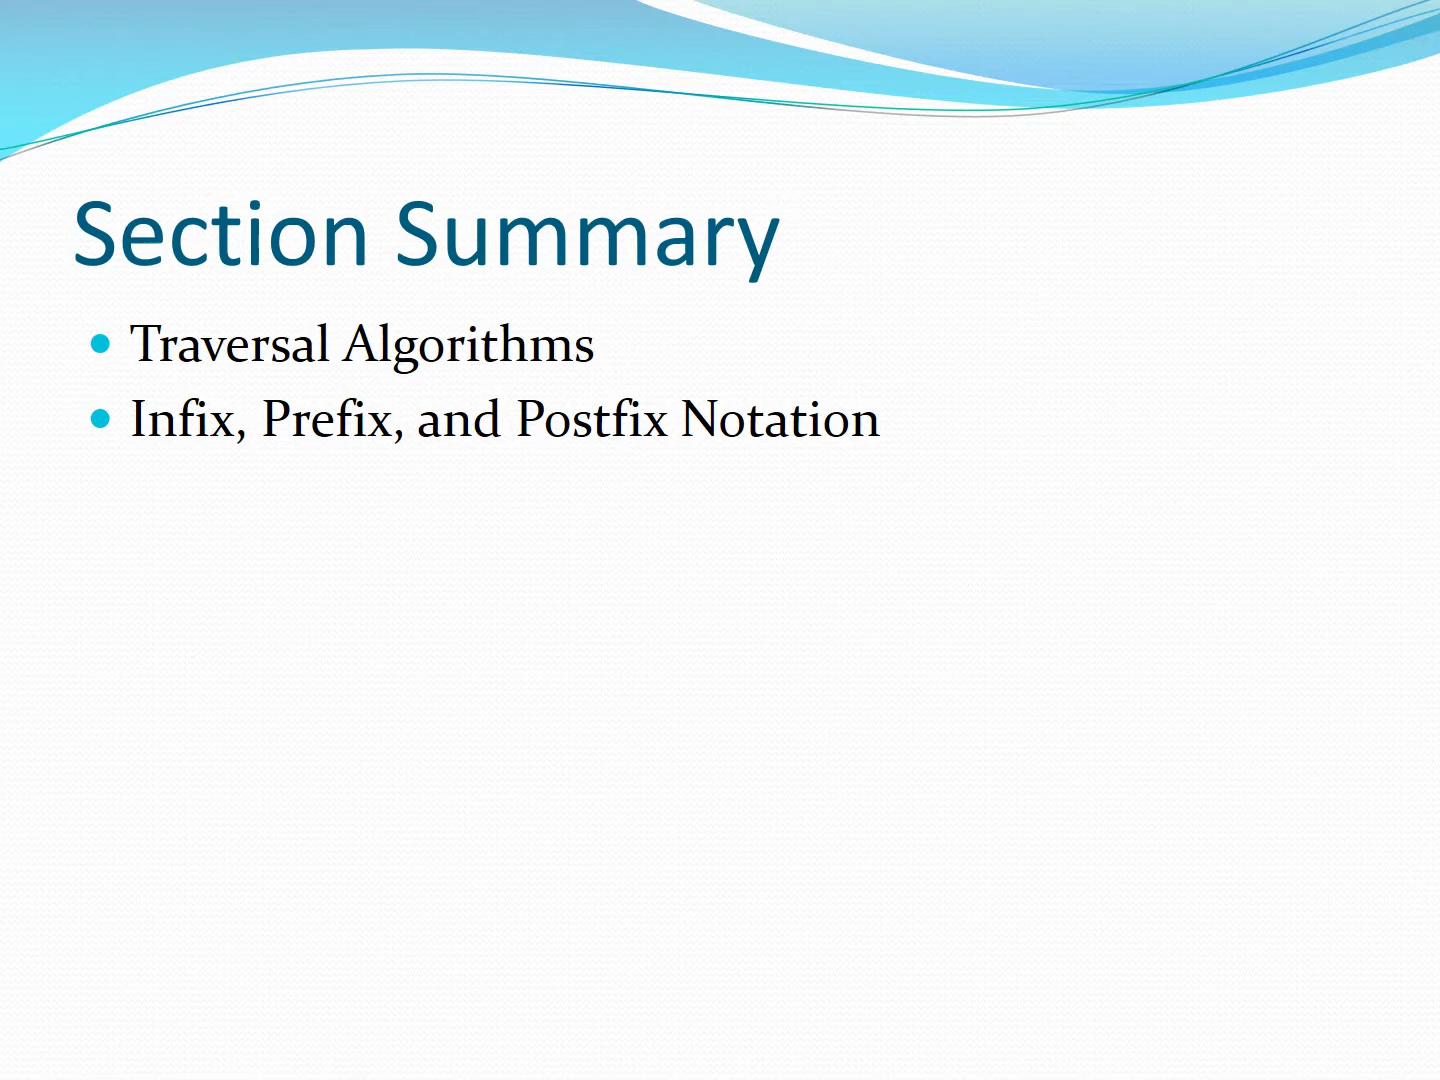 Section Summary
Traversal Algorithms
Infix, Prefix, and Postfix Notation